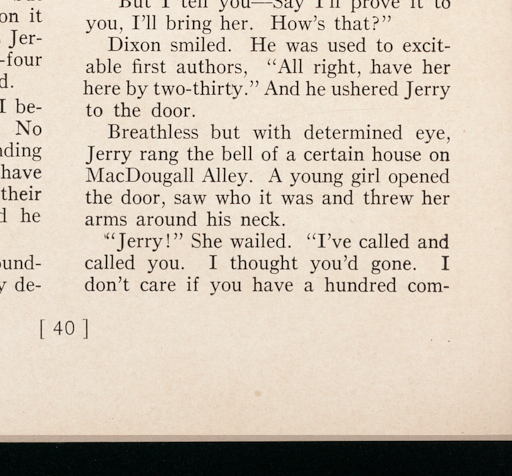 on it
Jer-
-four
d.
I be-
No
nding
have
their
d he
ound-
y de-
But I tell you—Say I'll prove it to
you, I'll bring her. How's that?"
Dixon smiled. He was used to excit-
able first authors, "All right, have her
here by two-thirty." And he ushered Jerry
to the door.
Breathless but with determined eye,
Jerry rang the bell of a certain house on
MacDougall Alley. A young girl opened
the door, saw who it was and threw her
arms around his neck.
"Jerry!" She wailed. "I've called and
called you. I thought you'd gone. I
don't care if you have a hundred com-
[ 40 ]